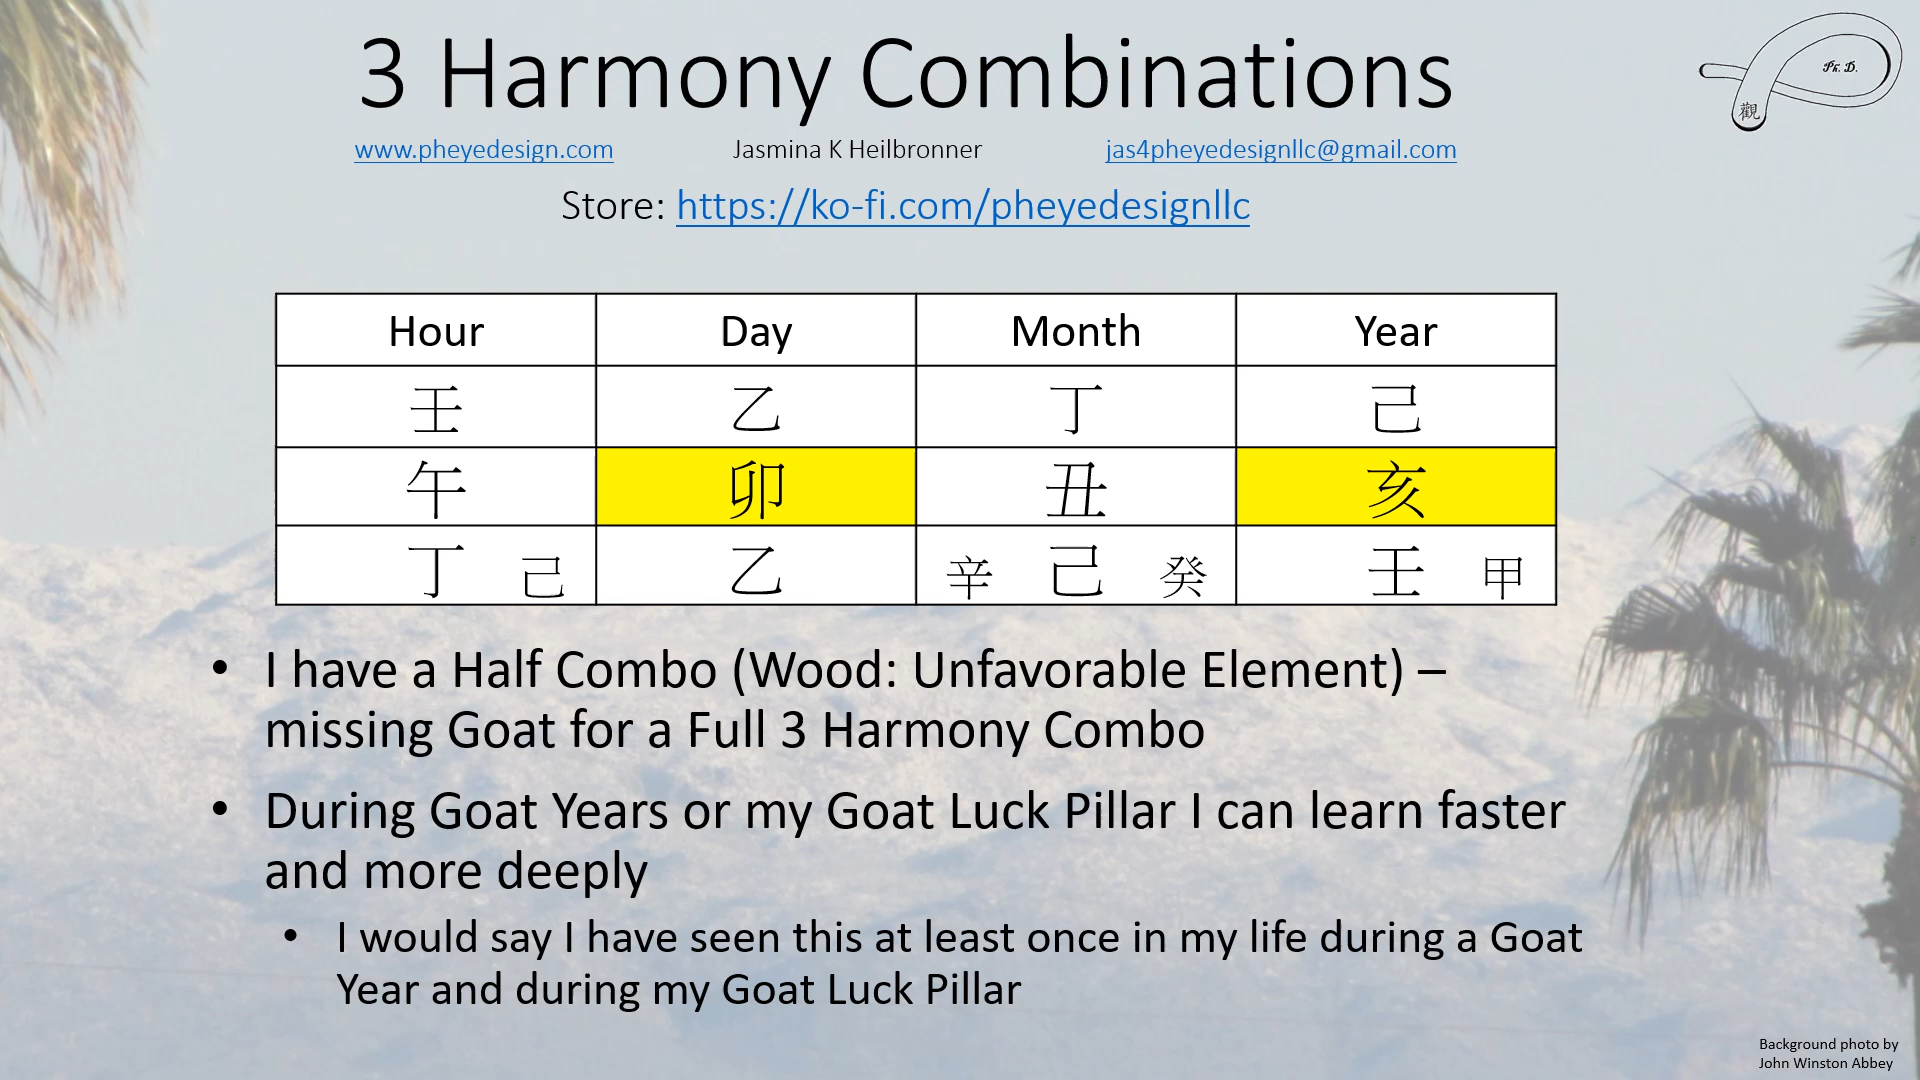 3 Harmony Combinations
Ph. D.
觀
www.pheyedesign.com Jasmina K Heilbronner jas4pheyedesignllc@gmail.com
Store: https://ko-fi.com/pheyedesignllc
Hour Day Month Year
壬 乙 丁 己
午 卯 丑 亥
丁 己 乙 辛 己 癸 壬 甲
• I have a Half Combo (Wood: Unfavorable Element) –
missing Goat for a Full 3 Harmony Combo
• During Goat Years or my Goat Luck Pillar I can learn faster
and more deeply
• I would say I have seen this at least once in my life during a Goat
Year and during my Goat Luck Pillar
Background photo by
John Winston Abbey